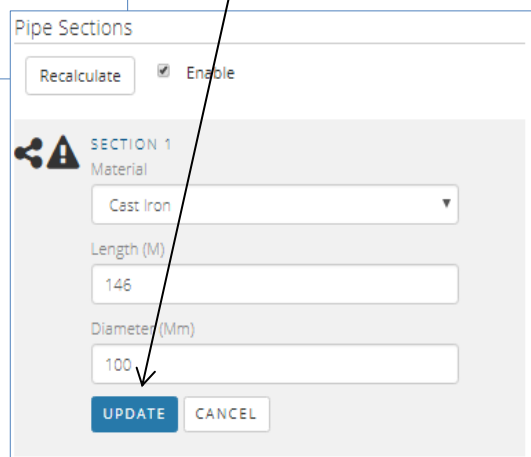 Pipe Sections
Recalculate Enable
SECTION 1
Material
Cast Iron
Length (M)
146
Diameter (Mm)
100
UPDATE CANCEL